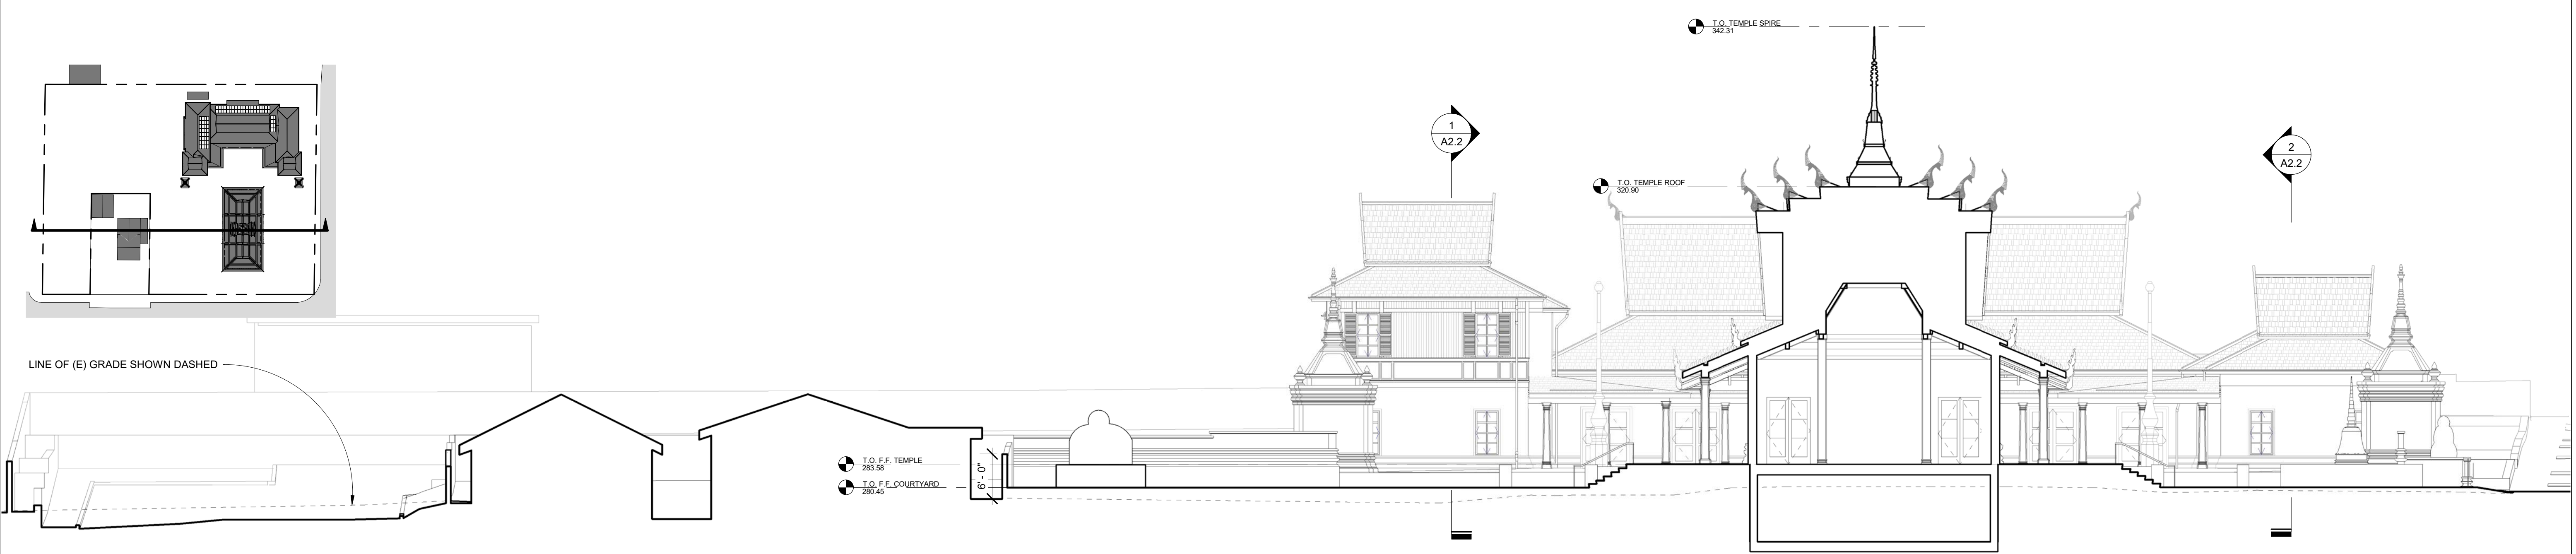 T.O. TEMPLE SPIRE
342.31
1
A2.2
2
A2.2
T.O. TEMPLE ROOF
320.90
LINE OF (E) GRADE SHOWN DASHED
T.O. F.F. TEMPLE
283.58
6' - 0"
T.O. F.F. COURTYARD
280.45